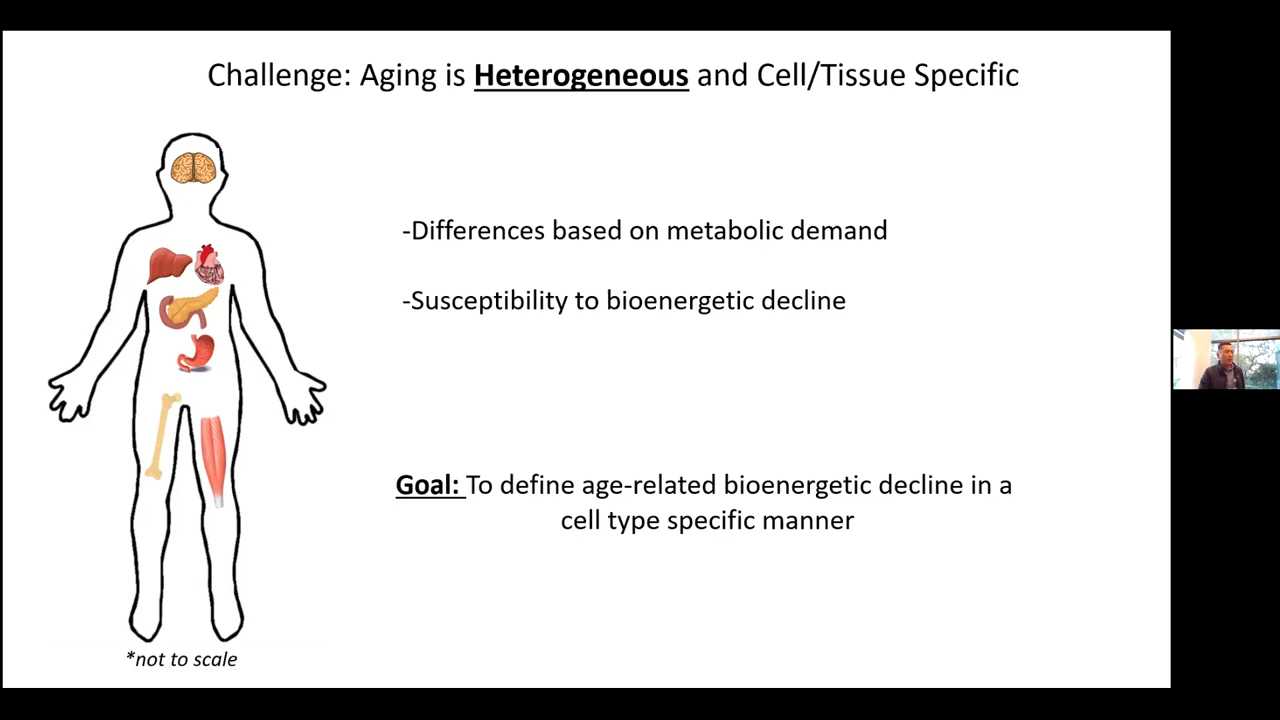 Challenge: Aging is Heterogeneous and Cell/Tissue Specific
-Differences based on metabolic demand
-Susceptibility to bioenergetic decline
Goal: To define age-related bioenergetic decline in a
cell type specific manner
*not to scale